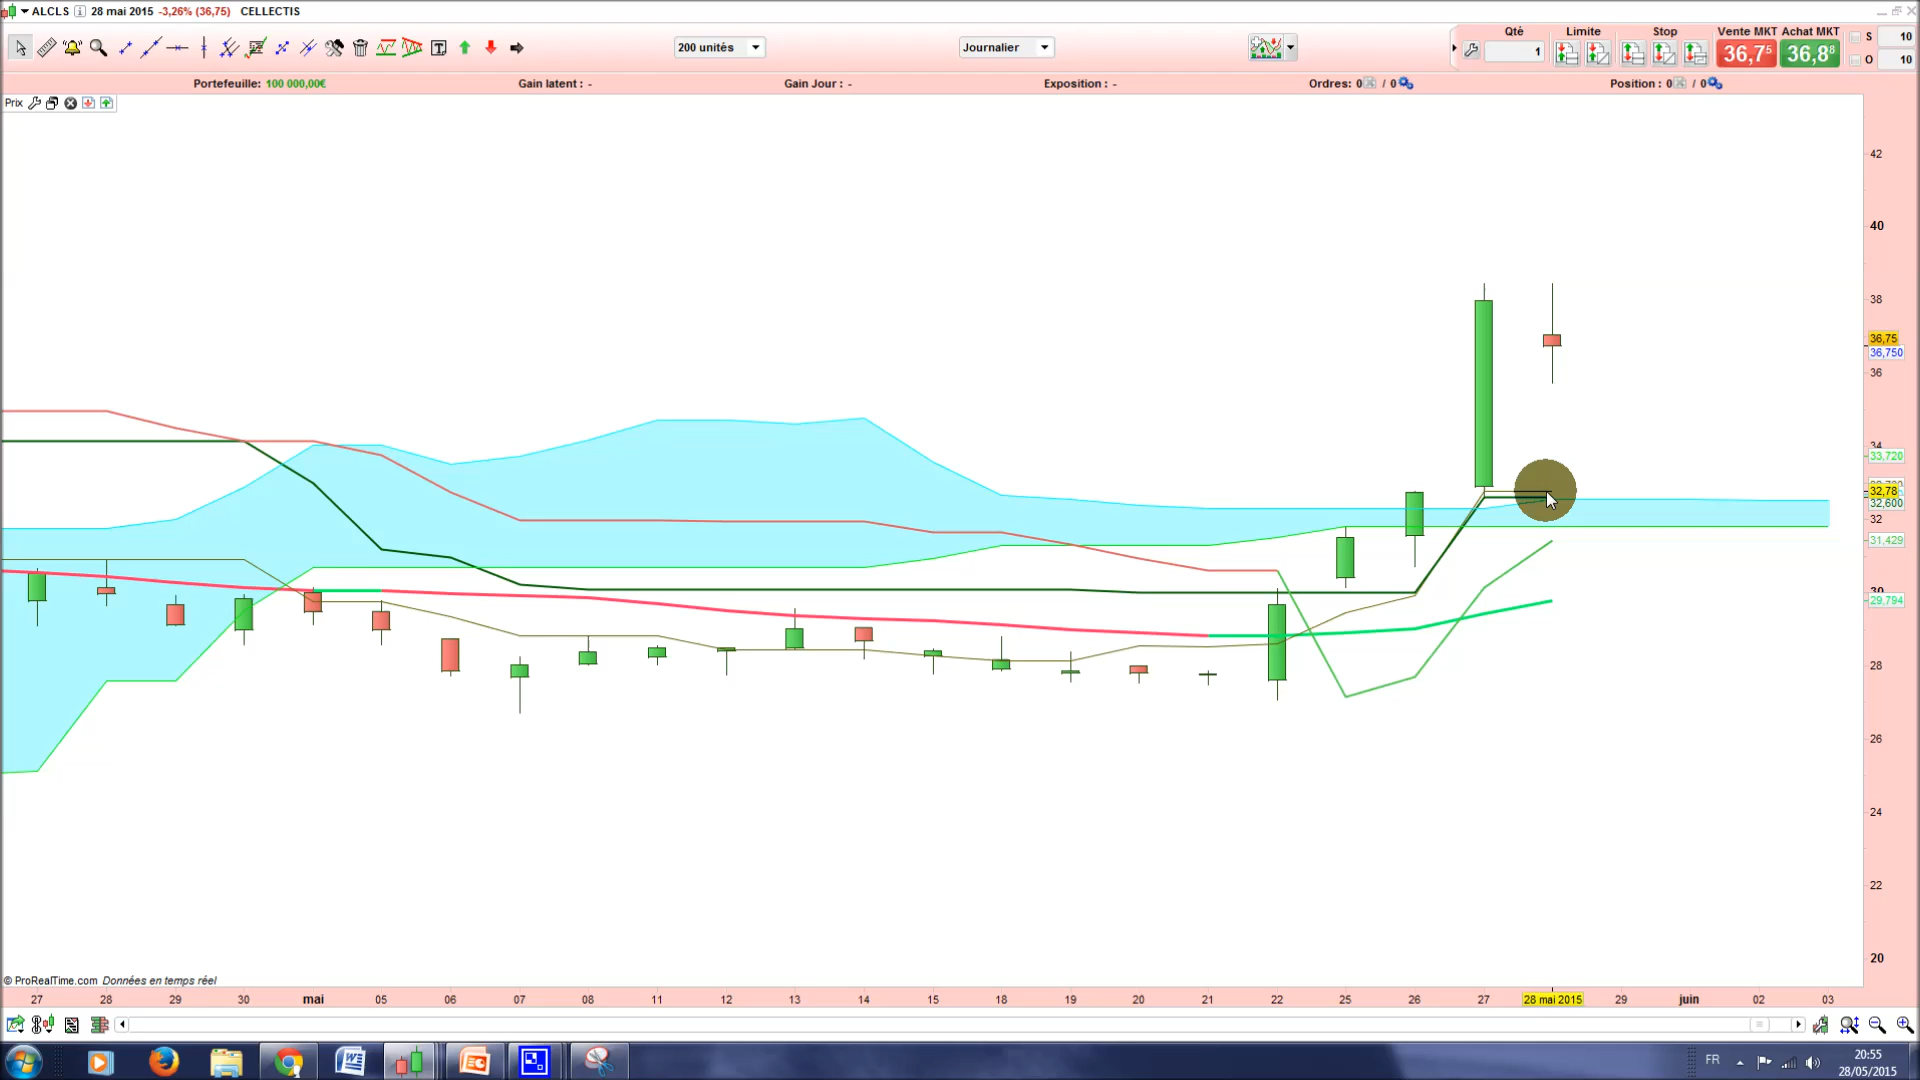 ALCLS 28 mai 2015 -3,26% (36,75) CELLECTIS
200 unités
Journalier
Qté Limite Stop Vente MKT Achat MKT
1
36,7⁵ 36,8⁸
S 10
O 10
Portefeuille: 100 000,00€ Gain latent : - Gain Jour : - Exposition : - Ordres: 0 / 0 Position : 0 / 0
Prix
42
40
38
36,75
36,750
36
34
33,720
32,78
32,600
32
31,429
30
29,794
28
26
24
22
20
© ProRealTime.com Données en temps réel
27 28 29 30 mai 05 06 07 08 11 12 13 14 15 18 19 20 21 22 25 26 27 28 mai 2015 29 juin 02 03
FR
20:55
28/05/2015